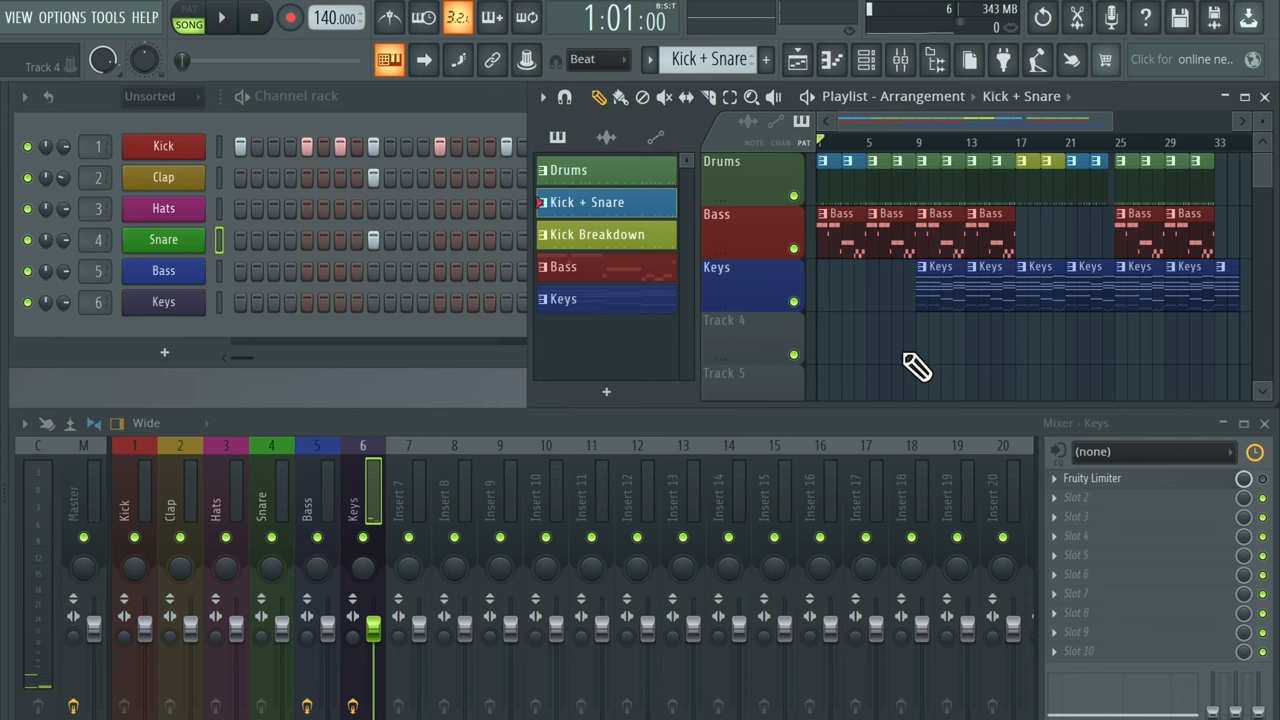 VIEW OPTIONS TOOLS HELP
PAT
SONG
140.000
3.2.
1:01:00
B:S:T
6
343 MB
0
Track 4
Beat
Kick + Snare
Click for online ne..
Unsorted
Channel rack
Playlist - Arrangement
Kick + Snare
NOTE CHAN PAT
5 9 13 17 21 25 29 33
1 Kick
2 Clap
3 Hats
4 Snare
5 Bass
6 Keys
+
Drums
Kick + Snare
Kick Breakdown
Bass
Keys
+
Drums
Bass
Bass Bass Bass Bass Bass Bass
Keys
Keys Keys Keys Keys Keys Keys
Track 4
Track 5
Wide
C M 1 2 3 4 5 6 7 8 9 10 11 12 13 14 15 16 17 18 19 20
Master
Kick
Clap
Hats
Snare
Bass
Keys
Insert 7
Insert 8
Insert 9
Insert 10
Insert 11
Insert 12
Insert 13
Insert 14
Insert 15
Insert 16
Insert 17
Insert 18
Insert 19
Insert 20
Mixer - Keys
(none)
Fruity Limiter
Slot 2
Slot 3
Slot 4
Slot 5
Slot 6
Slot 7
Slot 8
Slot 9
Slot 10